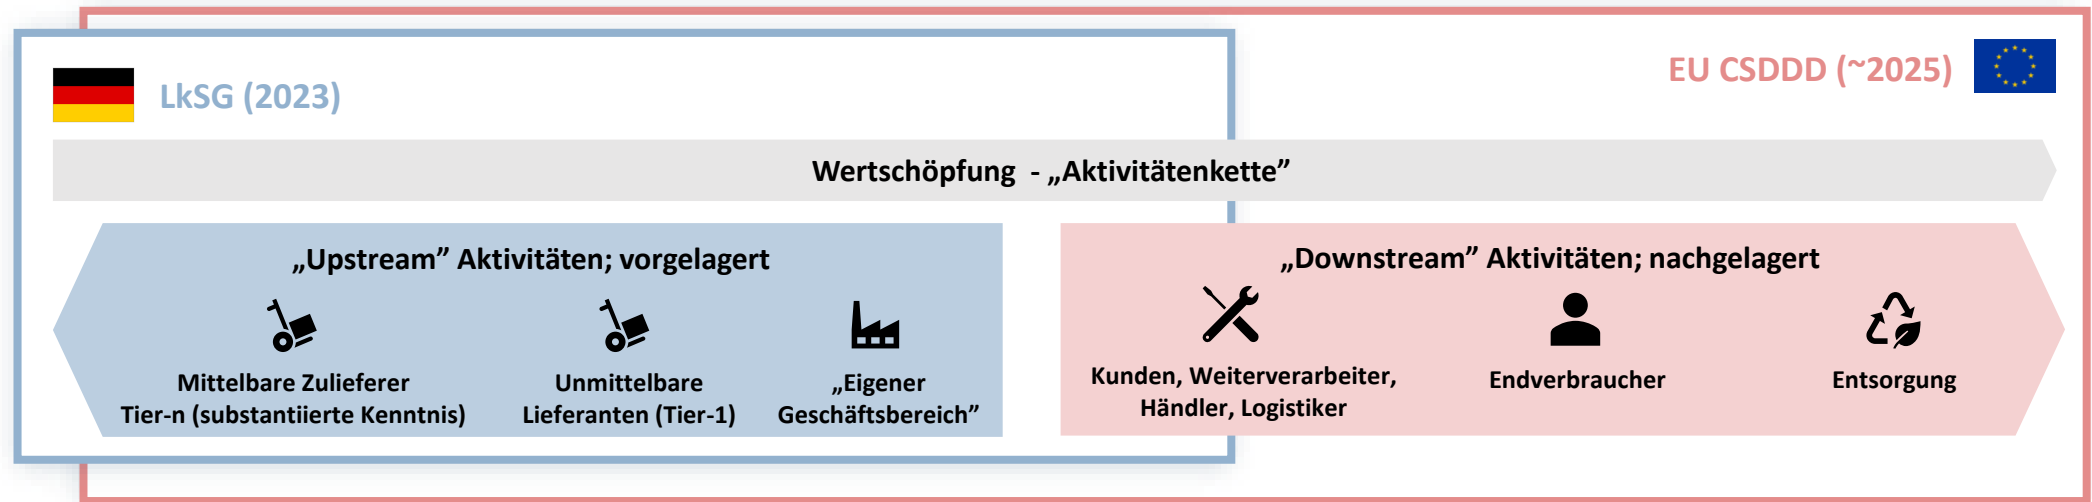 LkSG (2023)
EU CSDDD (~2025)
Wertschöpfung - „Aktivitätenkette”
„Upstream” Aktivitäten; vorgelagert
Mittelbare Zulieferer
Tier-n (substantiierte Kenntnis)
Unmittelbare
Lieferanten (Tier-1)
„Eigener
Geschäftsbereich”
„Downstream” Aktivitäten; nachgelagert
Kunden, Weiterverarbeiter,
Händler, Logistiker
Endverbraucher
Entsorgung